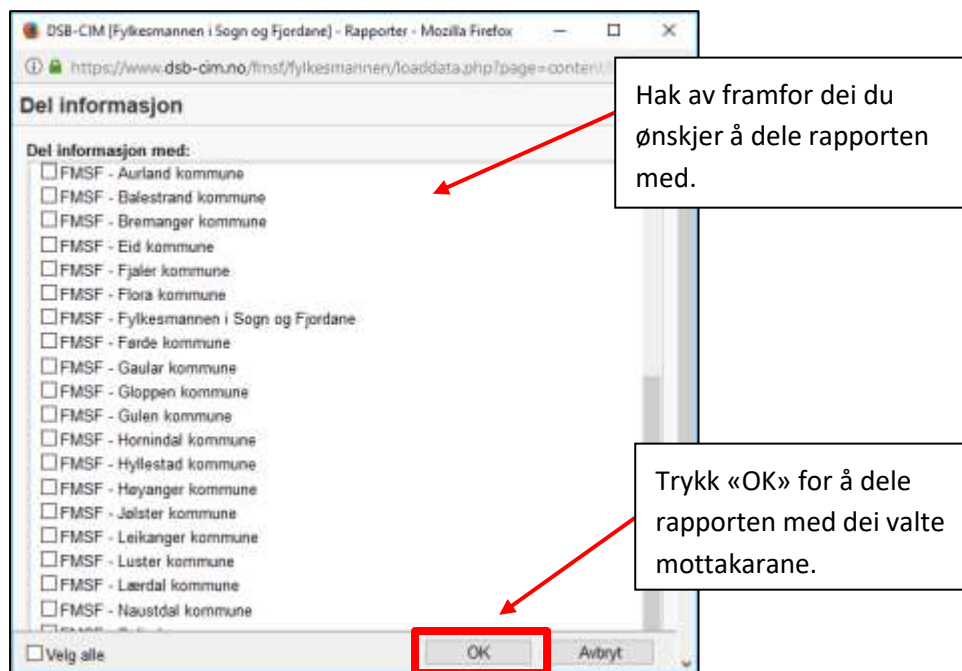 DSB-CIM [Fylkesmannen i Sogn og Fjordane] - Rapporter - Mozilla Firefox
https://www.dsb-cim.no/fmsf/fylkesmannen/loaddata.php?page=content
Del informasjon
Hak av framfor dei du
ønskjer å dele rapporten
med.
Del informasjon med:
FMSF - Aurland kommune
FMSF - Balestrand kommune
FMSF - Bremanger kommune
FMSF - Eid kommune
FMSF - Fjaler kommune
FMSF - Flora kommune
FMSF - Fylkesmannen i Sogn og Fjordane
FMSF - Førde kommune
FMSF - Gaular kommune
FMSF - Gloppen kommune
FMSF - Gulen kommune
FMSF - Hornindal kommune
FMSF - Hyllestad kommune
FMSF - Høyanger kommune
FMSF - Jølster kommune
FMSF - Leikanger kommune
FMSF - Luster kommune
FMSF - Lærdal kommune
FMSF - Naustdal kommune
Trykk «OK» for å dele
rapporten med dei valte
mottakarane.
Velg alle
OK
Avbryt